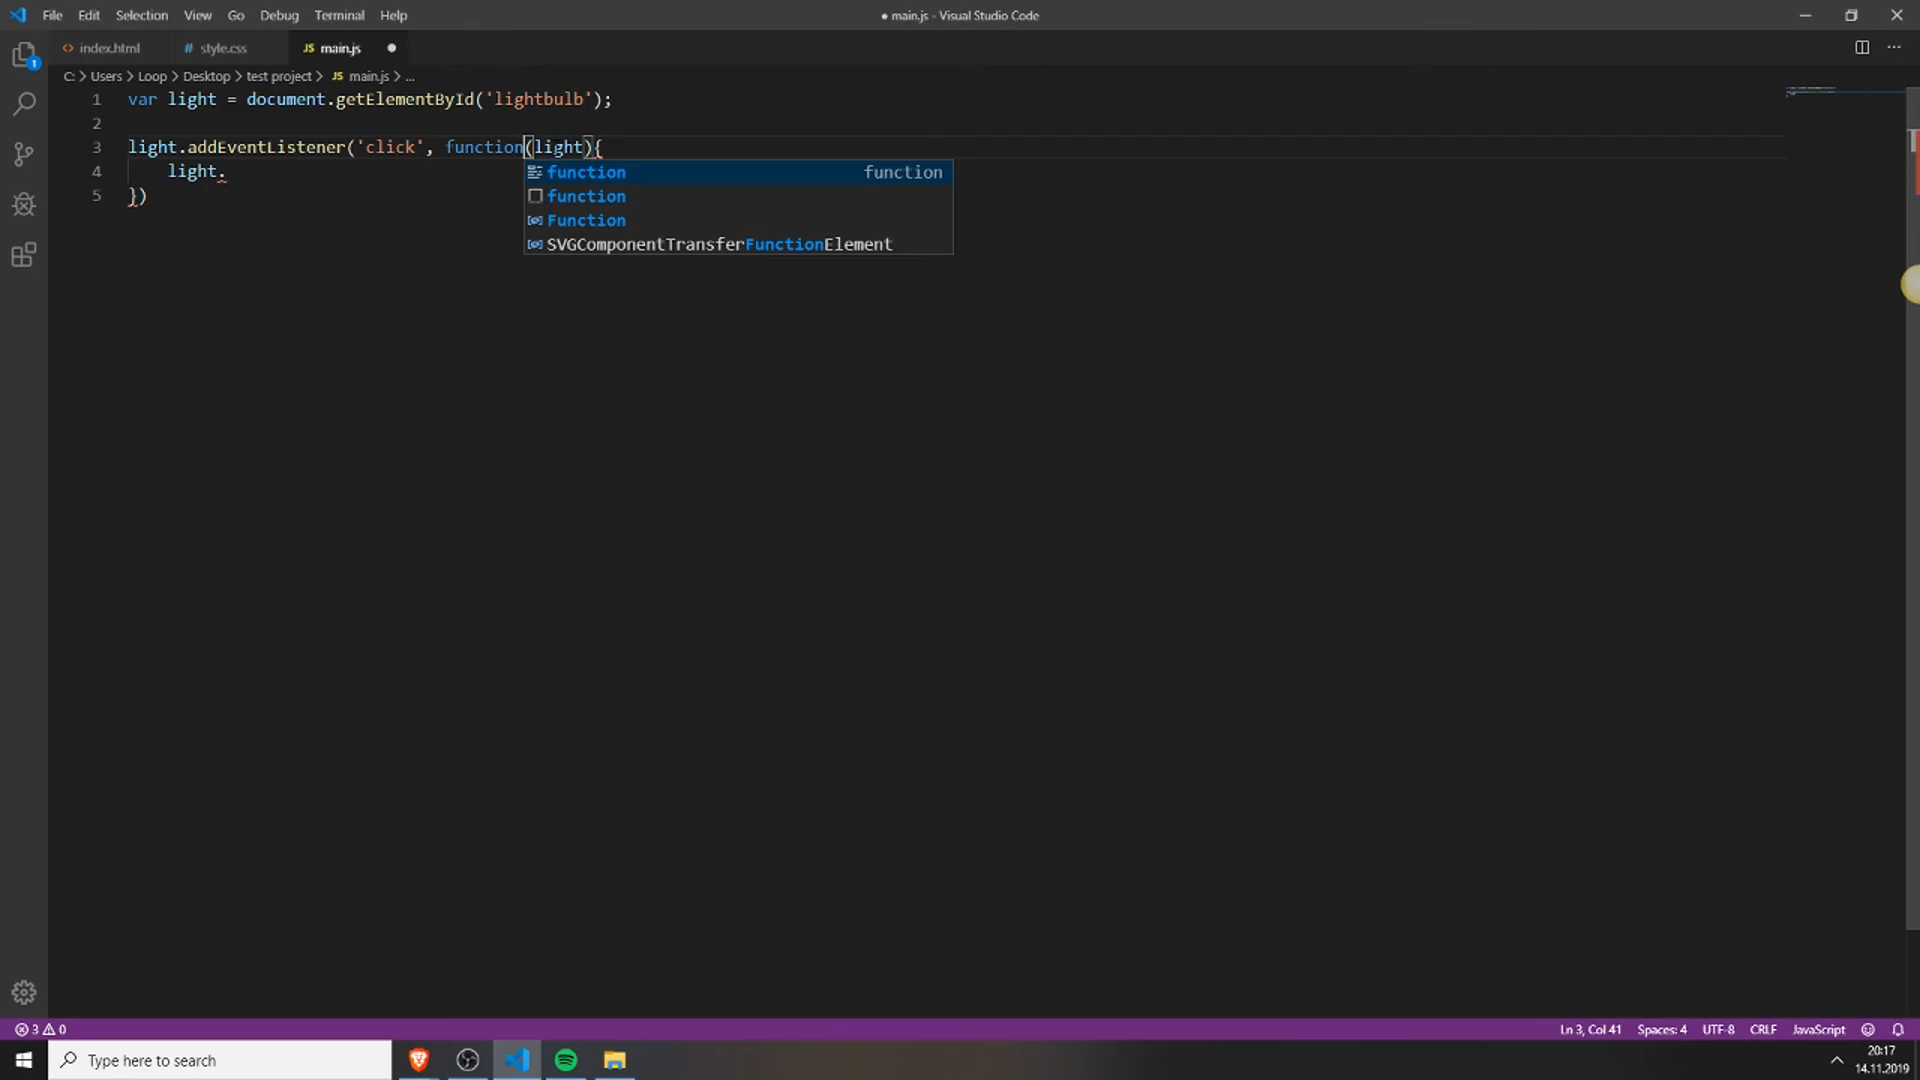 File Edit Selection View Go Debug Terminal Help
● main.js - Visual Studio Code
index.html style.css JS main.js
C: > Users > Loop > Desktop > test project > JS main.js > ...
1 var light = document.getElementById('lightbulb');
2
3 light.addEventListener('click', function(light){
4 light.
5 })
function function
function
Function
SVGComponentTransferFunctionElement
1
3 0
Ln 3, Col 41 Spaces: 4 UTF-8 CRLF JavaScript
Type here to search
20:17
14.11.2019